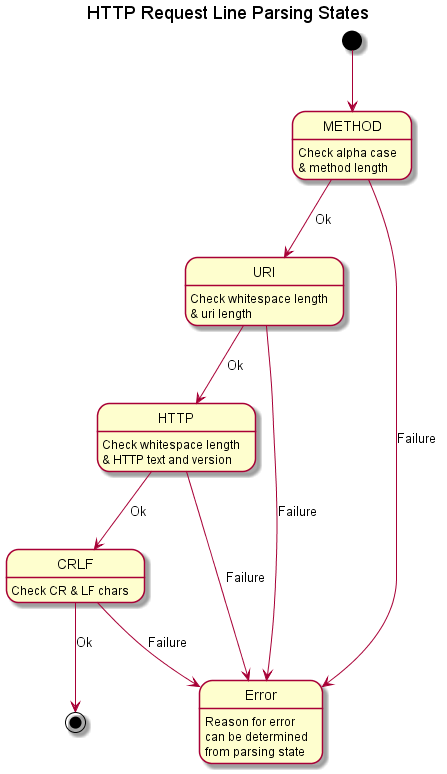 HTTP Request Line Parsing States
METHOD
Check alpha case
& method length
Ok
URI
Check whitespace length
& uri length
Ok
HTTP
Check whitespace length
& HTTP text and version
Failure
Ok
Failure
CRLF
Check CR & LF chars
Failure
Ok
Failure
Error
Reason for error
can be determined
from parsing state